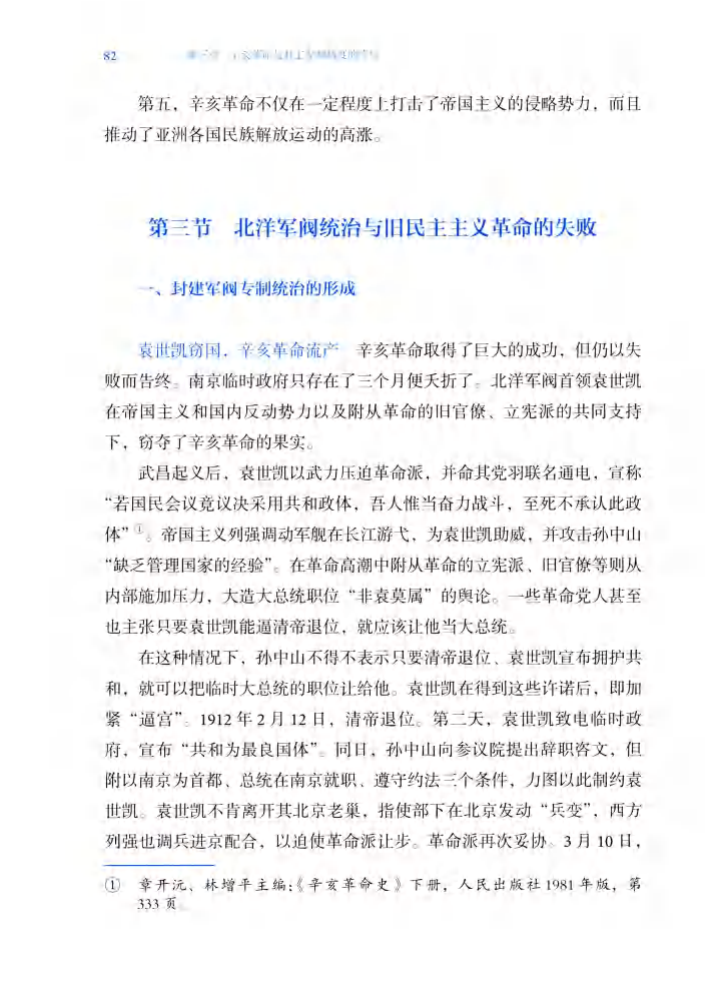 82
第五，辛亥革命不仅在一定程度上打击了帝国主义的侵略势力，而且
推动了亚洲各国民族解放运动的高涨。
第三节 北洋军阀统治与旧民主主义革命的失败
一、封建军阀专制统治的形成
袁世凯窃国，辛亥革命流产 辛亥革命取得了巨大的成功，但仍以失
败而告终。南京临时政府只存在了三个月便夭折了。北洋军阀首领袁世凯
在帝国主义和国内反动势力以及附从革命的旧官僚、立宪派的共同支持
下，窃夺了辛亥革命的果实。
武昌起义后，袁世凯以武力压迫革命派，并命其党羽联名通电，宣称
“若国民会议竟议决采用共和政体，吾人惟当奋力战斗，至死不承认此政
体”①。帝国主义列强调动军舰在长江游弋，为袁世凯助威，并攻击孙中山
“缺乏管理国家的经验”。在革命高潮中附从革命的立宪派、旧官僚等则从
内部施加压力，大造大总统职位“非袁莫属”的舆论。一些革命党人甚至
也主张只要袁世凯能逼清帝退位，就应该让他当大总统。
在这种情况下，孙中山不得不表示只要清帝退位、袁世凯宣布拥护共
和，就可以把临时大总统的职位让给他。袁世凯在得到这些许诺后，即加
紧“逼宫”。1912 年 2 月 12 日，清帝退位。第二天，袁世凯致电临时政
府，宣布“共和为最良国体”。同日，孙中山向参议院提出辞职咨文，但
附以南京为首都、总统在南京就职、遵守约法三个条件，力图以此制约袁
世凯。袁世凯不肯离开其北京老巢，指使部下在北京发动“兵变”，西方
列强也调兵进京配合，以迫使革命派让步。革命派再次妥协。3 月 10 日，
① 章开沅、林增平主编：《辛亥革命史》下册，人民出版社 1981 年版，第
333 页。